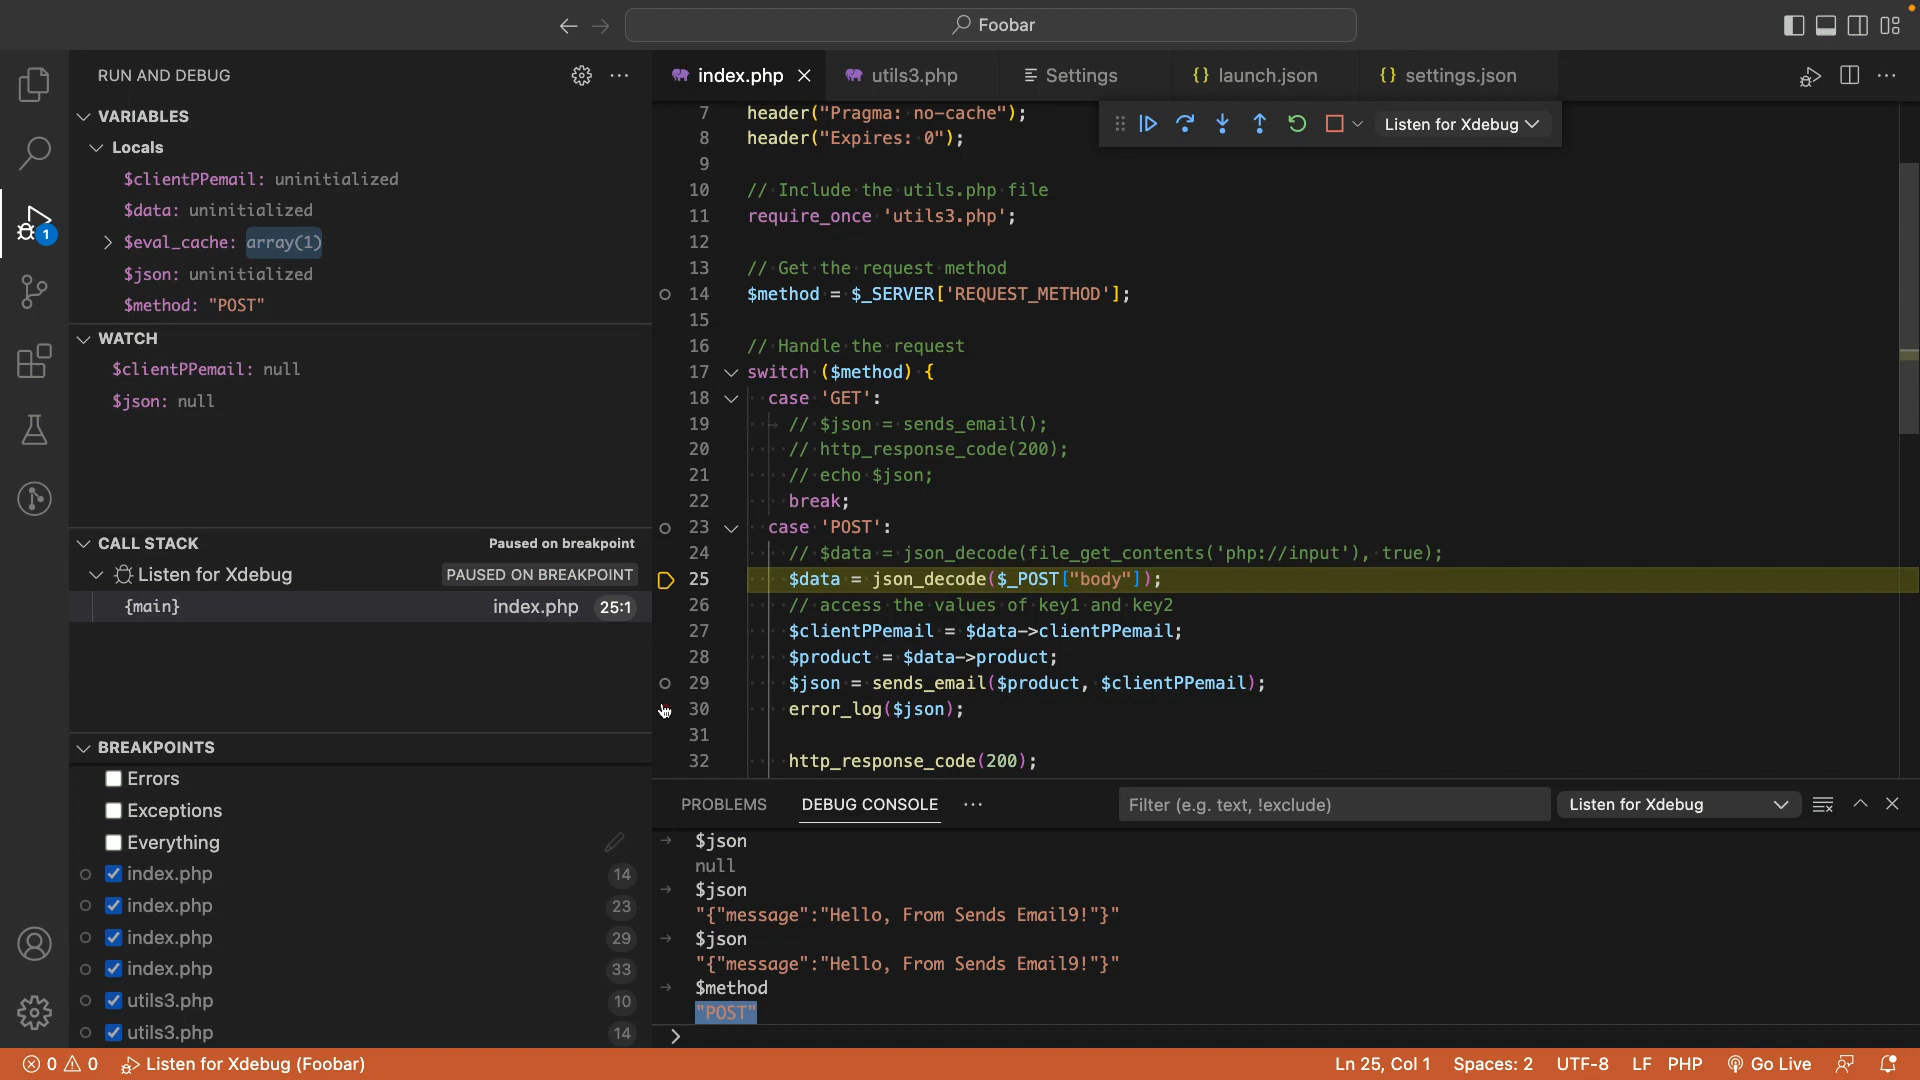 Foobar
RUN AND DEBUG
VARIABLES
Locals
$clientPPemail: uninitialized
$data: uninitialized
$eval_cache: array(1)
$json: uninitialized
$method: "POST"
WATCH
$clientPPemail: null
$json: null
CALL STACK Paused on breakpoint
Listen for Xdebug PAUSED ON BREAKPOINT
{main} index.php 25:1
BREAKPOINTS
Errors
Exceptions
Everything
index.php 14
index.php 23
index.php 29
index.php 33
utils3.php 10
utils3.php 14
1
index.php utils3.php Settings {} launch.json {} settings.json
Listen for Xdebug
7 header("Pragma: no-cache");
8 header("Expires: 0");
9
10 // Include the utils.php file
11 require_once 'utils3.php';
12
13 // Get the request method
14 $method = $_SERVER['REQUEST_METHOD'];
15
16 // Handle the request
17 switch ($method) {
18 case 'GET':
19 // $json = sends_email();
20 // http_response_code(200);
21 // echo $json;
22 break;
23 case 'POST':
24 // $data = json_decode(file_get_contents('php://input'), true);
25 $data = json_decode($_POST["body"]);
26 // access the values of key1 and key2
27 $clientPPemail = $data->clientPPemail;
28 $product = $data->product;
29 $json = sends_email($product, $clientPPemail);
30 error_log($json);
31
32 http_response_code(200);
PROBLEMS DEBUG CONSOLE Filter (e.g. text, !exclude) Listen for Xdebug
$json
null
$json
"{"message":"Hello, From Sends Email9!"}"
$json
"{"message":"Hello, From Sends Email9!"}"
$method
"POST"
0 0 Listen for Xdebug (Foobar) Ln 25, Col 1 Spaces: 2 UTF-8 LF PHP Go Live